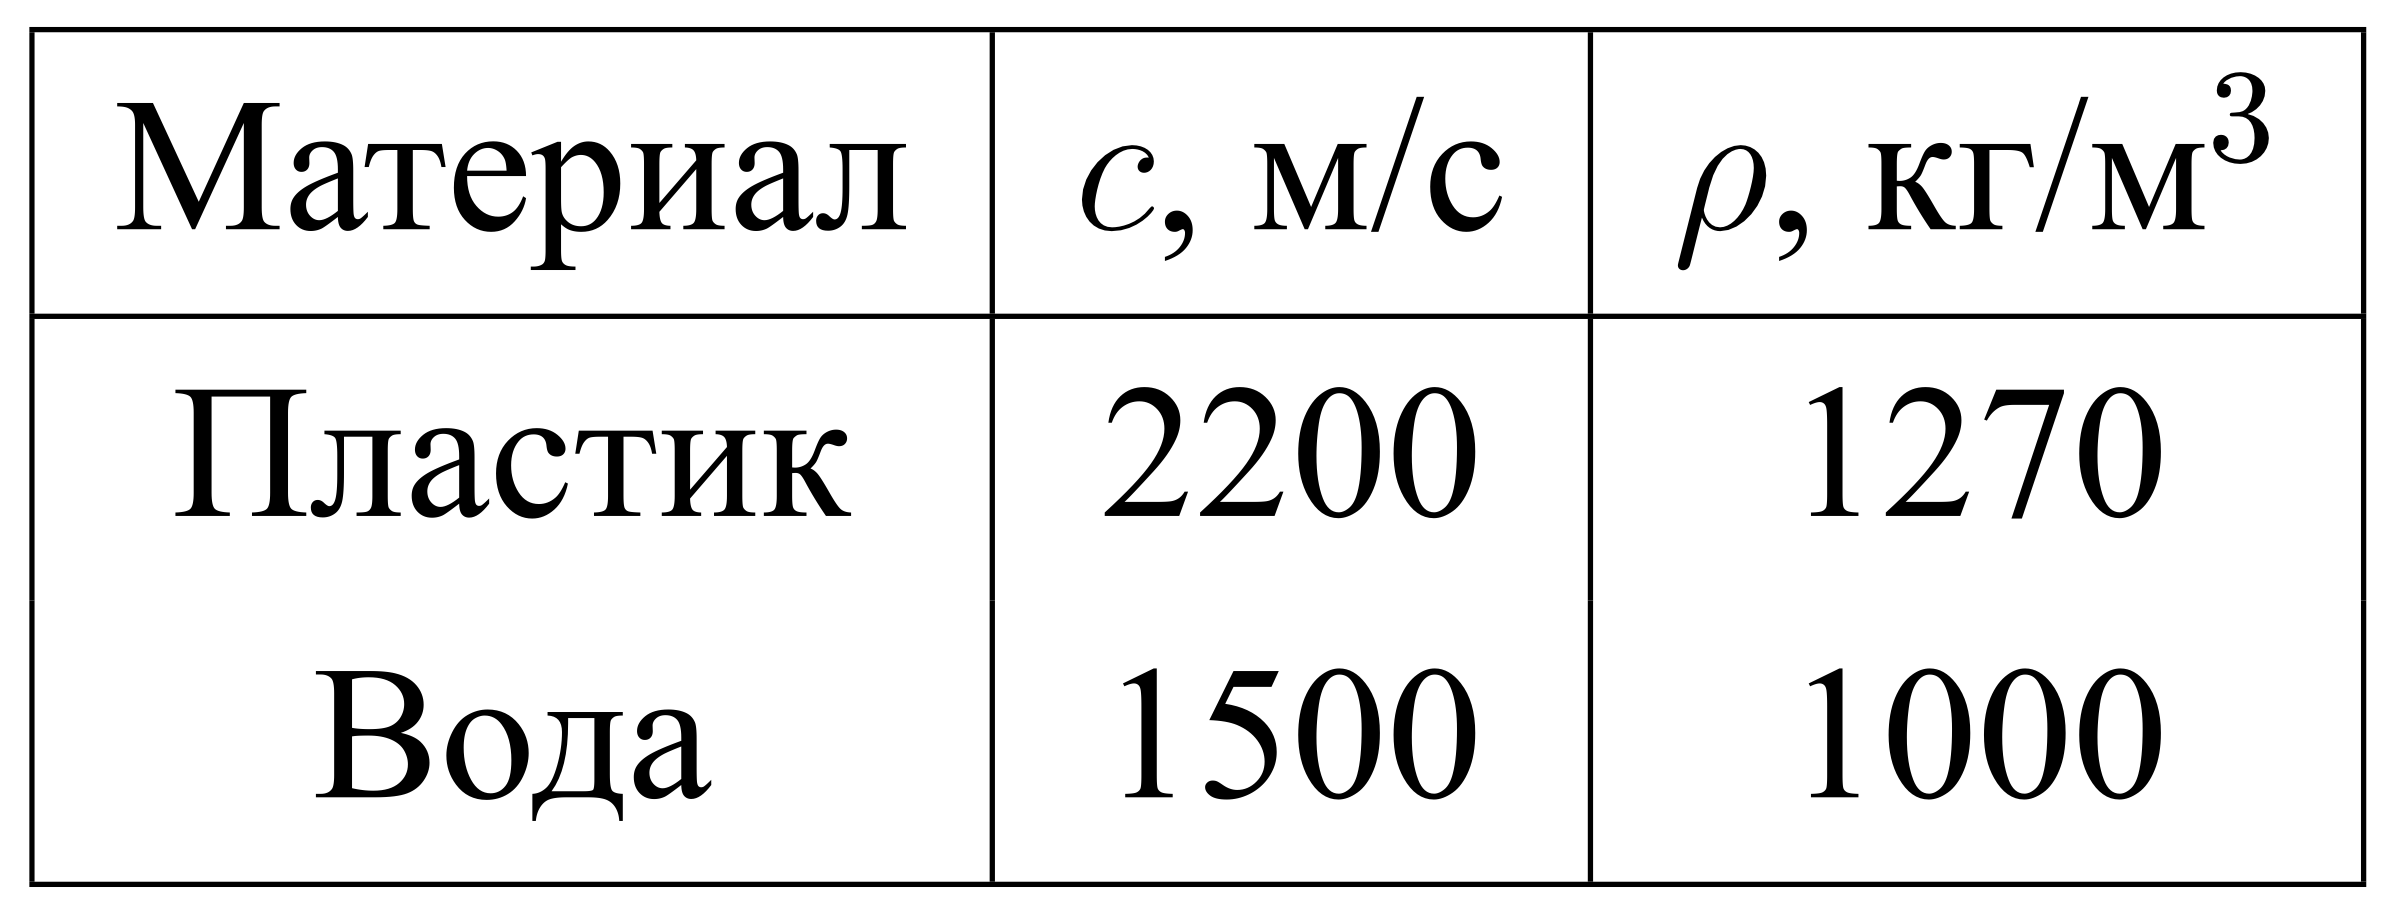 Материал c, м/с ρ, кг/м³
Пластик 2200 1270
Вода 1500 1000